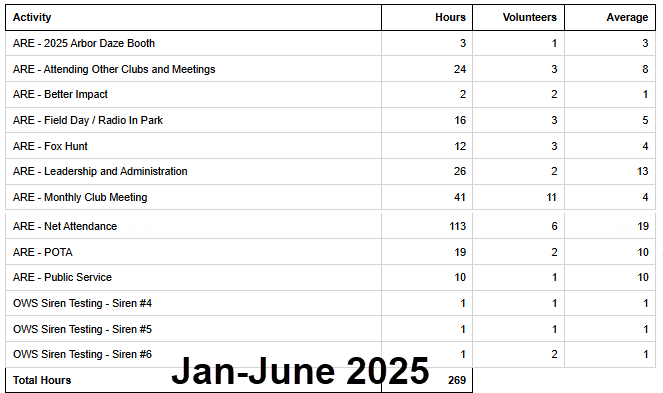 Activity Hours Volunteers Average
ARE - 2025 Arbor Daze Booth 3 1 3
ARE - Attending Other Clubs and Meetings 24 3 8
ARE - Better Impact 2 2 1
ARE - Field Day / Radio In Park 16 3 5
ARE - Fox Hunt 12 3 4
ARE - Leadership and Administration 26 2 13
ARE - Monthly Club Meeting 41 11 4
ARE - Net Attendance 113 6 19
ARE - POTA 19 2 10
ARE - Public Service 10 1 10
OWS Siren Testing - Siren #4 1 1 1
OWS Siren Testing - Siren #5 1 1 1
OWS Siren Testing - Siren #6 1 2 1
Jan-June 2025
Total Hours 269